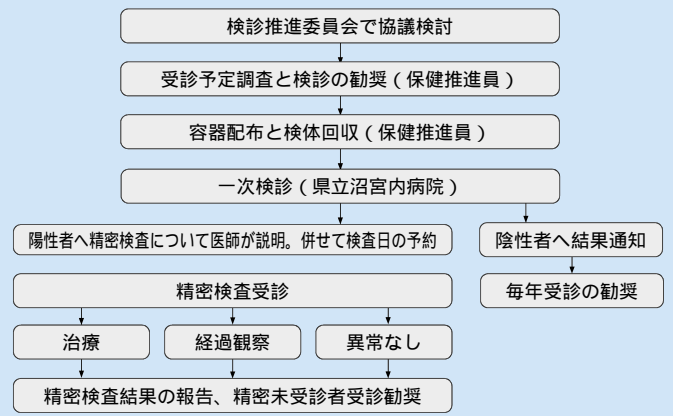 検診推進委員会で協議検討
受診予定調査と検診の勧奨(保健推進員)
容器配布と検体回収(保健推進員)
一次検診(県立沼宮内病院)
陽性者へ精密検査について医師が説明。併せて検査日の予約
陰性者へ結果通知
精密検査受診
毎年受診の勧奨
治療
経過観察
異常なし
精密検査結果の報告、精密未受診者受診勧奨